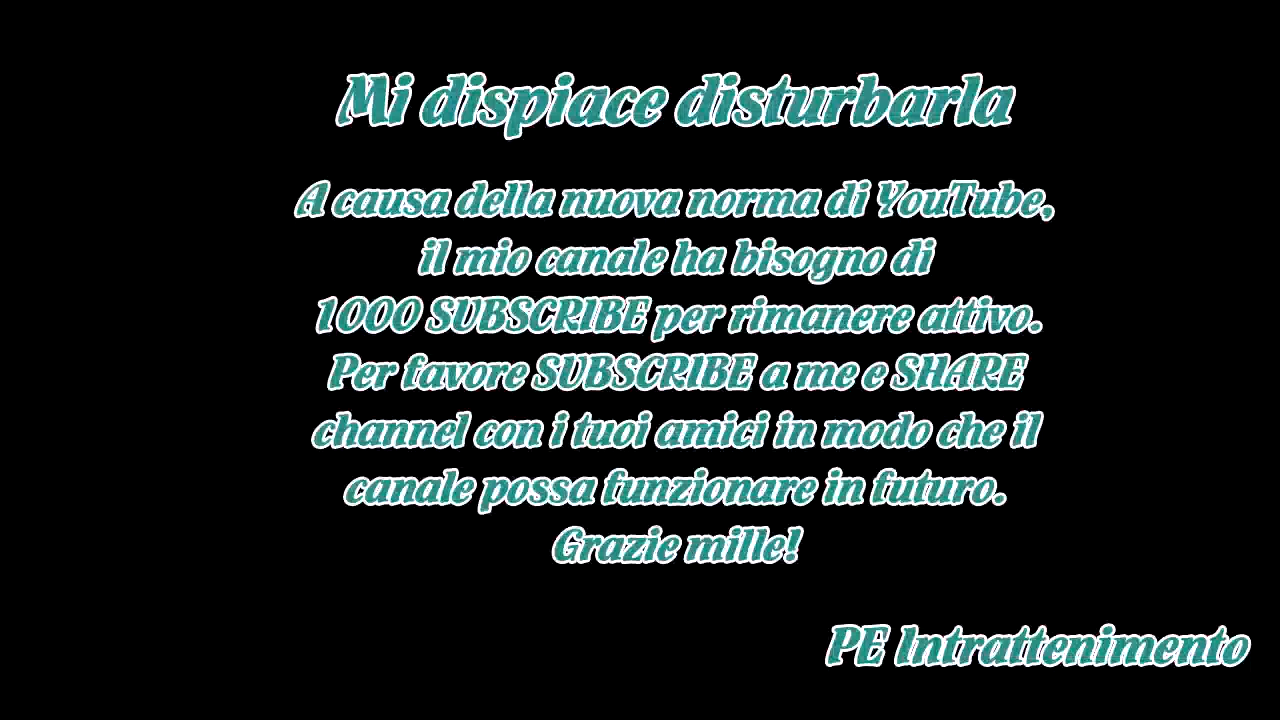 Mi dispiace disturbarla
A causa della nuova norma di YouTube,
il mio canale ha bisogno di
1000 SUBSCRIBE per rimanere attivo.
Per favore SUBSCRIBE a me e SHARE
channel con i tuoi amici in modo che il
canale possa funzionare in futuro.
Grazie mille!
PE Intrattenimento